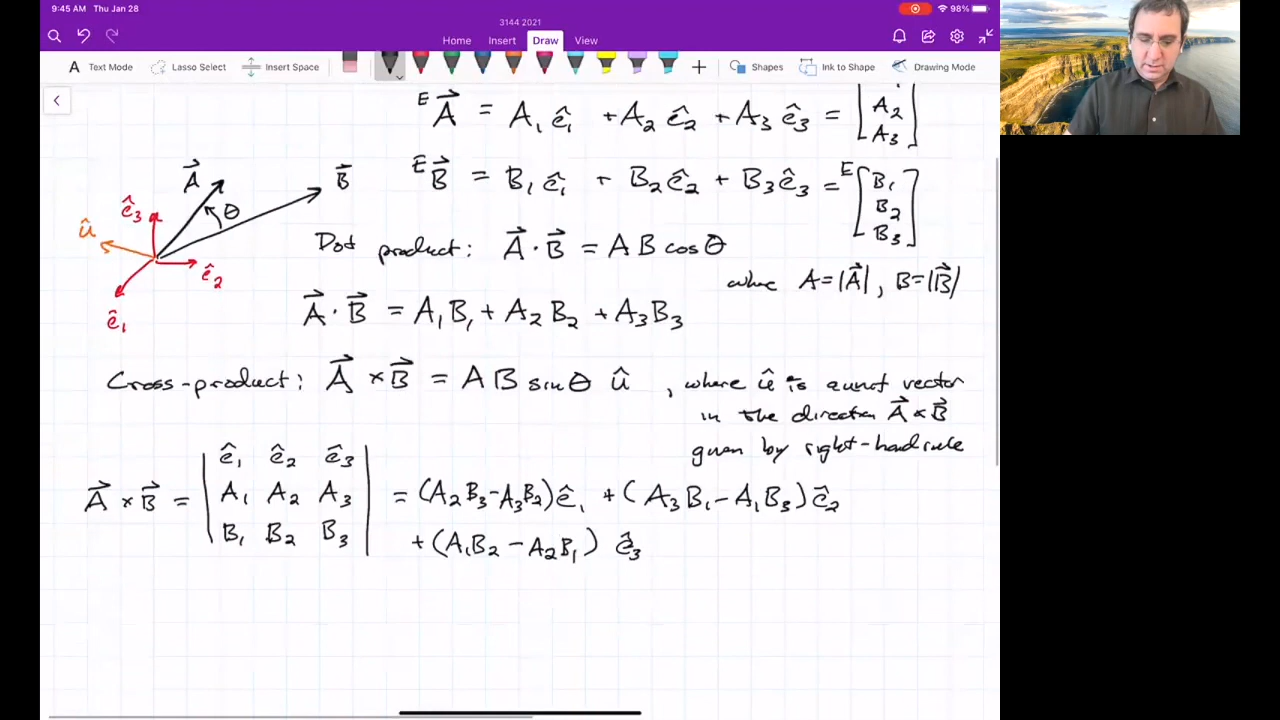 9:45 AM Thu Jan 28
98%
3144 2021
Home Insert Draw View
A Text Mode Lasso Select Insert Space Shapes Ink to Shape Drawing Mode
ᴱA⃗ = A₁ ê₁ + A₂ ê₂ + A₃ ê₃ = [ A₂ A₃ ]
ᴱB⃗ = B₁ ê₁ + B₂ ê₂ + B₃ ê₃ = ᴱ[ B₁ B₂ B₃ ]
A⃗ B⃗ θ ê₃ û ê₂ ê₁
Dot product: A⃗ · B⃗ = A B cos θ
where A = |A⃗|, B = |B⃗|
A⃗ · B⃗ = A₁B₁ + A₂B₂ + A₃B₃
Cross-product: A⃗ × B⃗ = A B sin θ û , where û is a unit vector
in the direction A⃗ × B⃗
given by right-hand rule
A⃗ × B⃗ = | ê₁ ê₂ ê₃
A₁ A₂ A₃
B₁ B₂ B₃ | = (A₂B₃ - A₃B₂) ê₁ + (A₃B₁ - A₁B₃) ê₂
+ (A₁B₂ - A₂B₁) ê₃